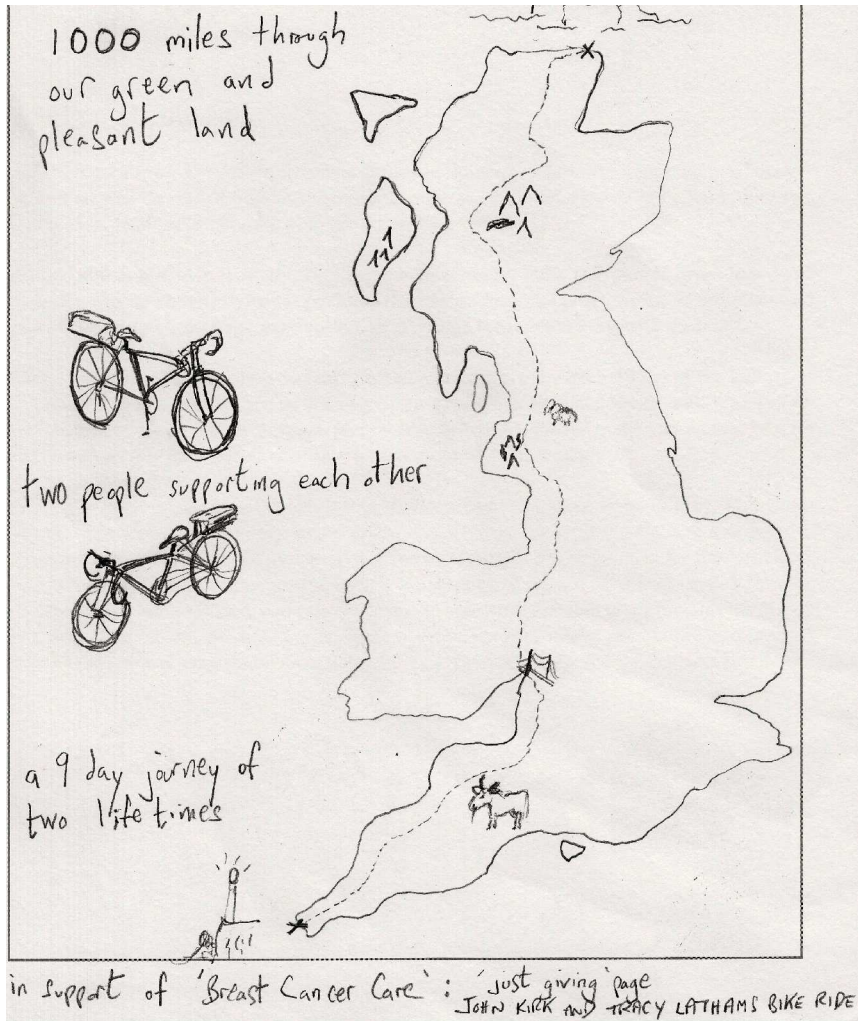 1000 miles through
our green and
pleasant land
two people supporting each other
a 9 day journey of
two life times
in support of 'Breast Cancer Care' : 'just giving' page
JOHN KIRK AND TRACY LATHAMS BIKE RIDE